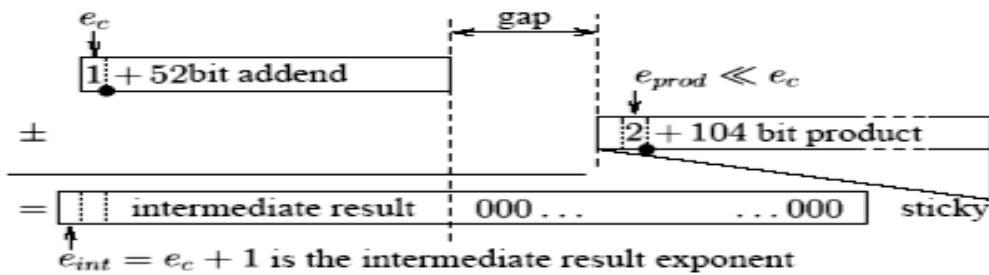 e_c gap
1 + 52bit addend
e_prod ≪ e_c
± 2 + 104 bit product
= intermediate result 000 ... ...000 sticky
e_int = e_c + 1 is the intermediate result exponent